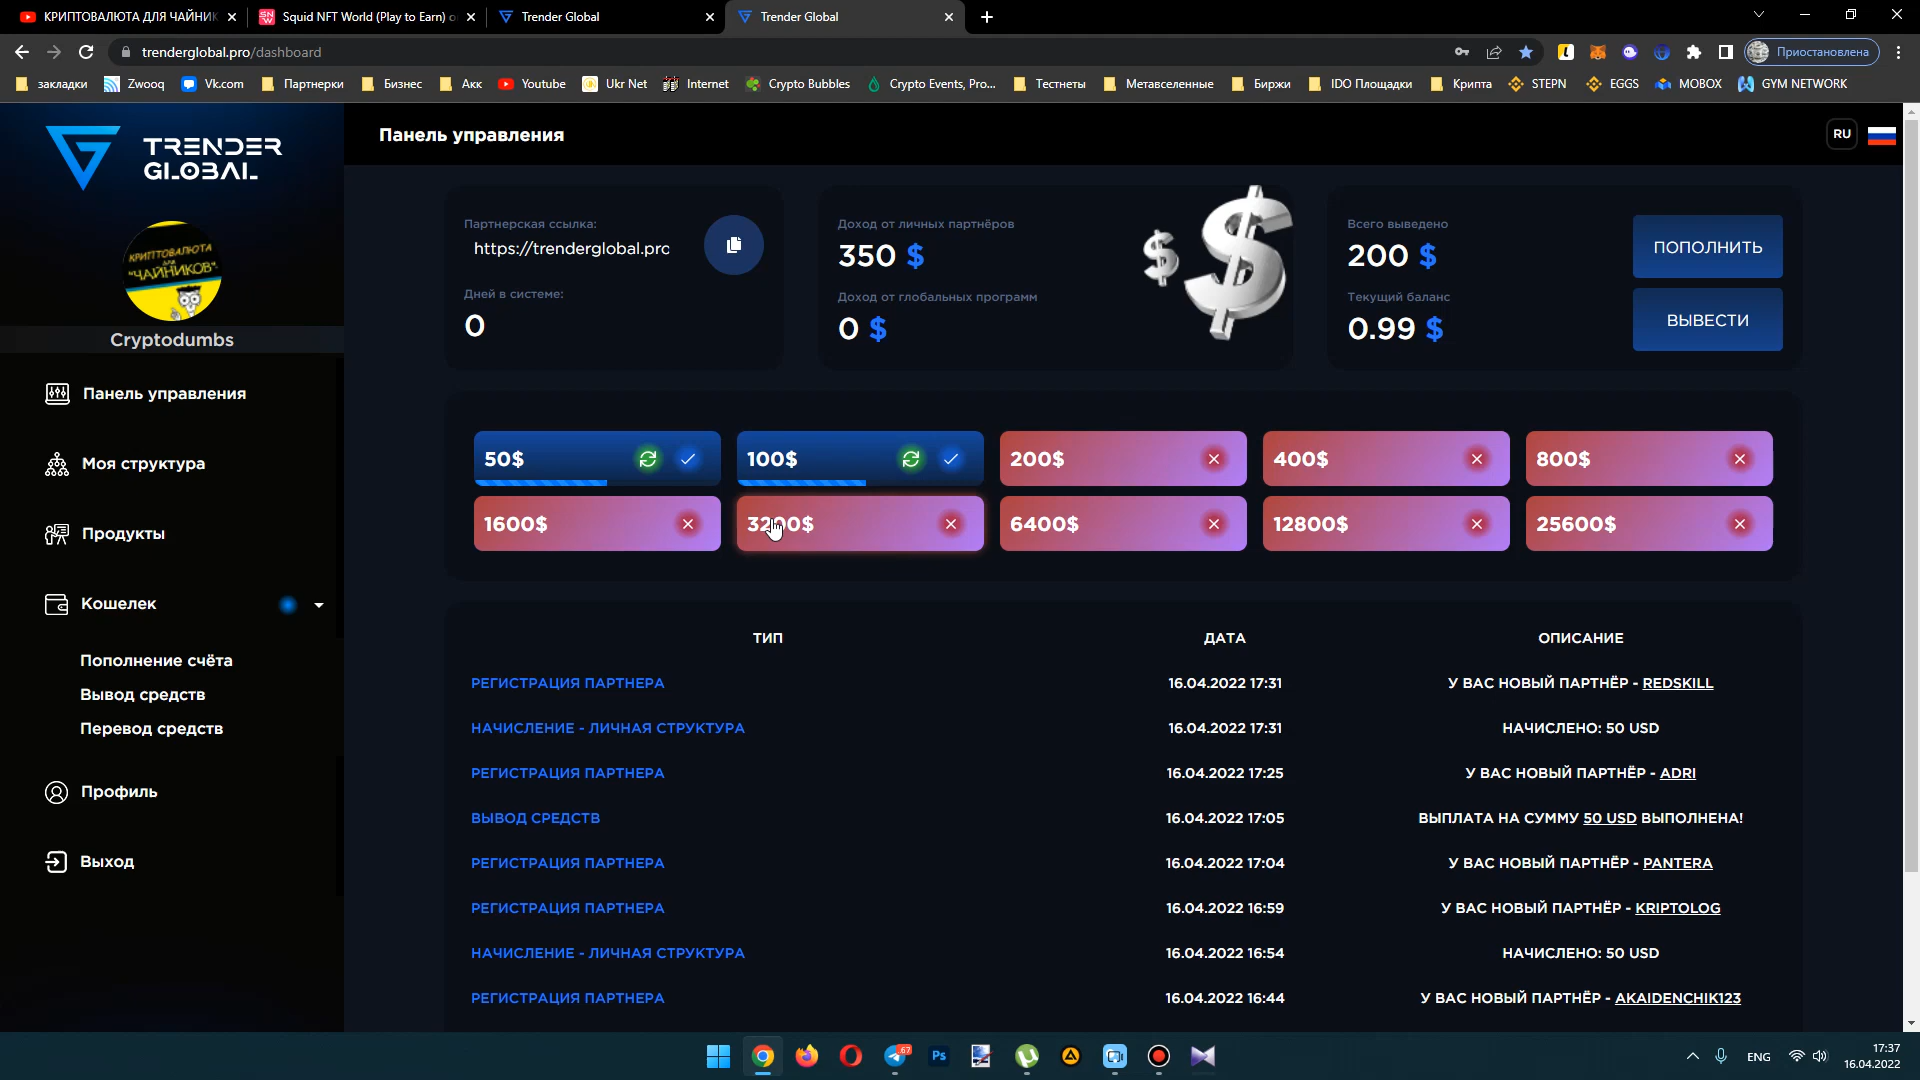 КРИПТОВАЛЮТА ДЛЯ ЧАЙНИК
Squid NFT World (Play to Earn) o
Trender Global
Trender Global
trenderglobal.pro/dashboard
Приостановлена
закладки
Zwooq
Vk.com
Партнерки
Бизнес
Акк
Youtube
Ukr Net
Internet
Crypto Bubbles
Crypto Events, Pro...
Тестнеты
Метавселенные
Биржи
IDO Площадки
Крипта
STEPN
EGGS
MOBOX
GYM NETWORK
TRENDER
GLOBAL
КРИПТОВАЛЮТА
ДЛЯ
"ЧАЙНИКОВ"
Cryptodumbs
Панель управления
Моя структура
Продукты
Кошелек
Пополнение счёта
Вывод средств
Перевод средств
Профиль
Выход
Панель управления
RU
Партнерская ссылка:
https://trenderglobal.pro
Дней в системе:
0
Доход от личных партнёров
350 $
Доход от глобальных программ
0 $
Всего выведено
200 $
Текущий баланс
0.99 $
ПОПОЛНИТЬ
ВЫВЕСТИ
50$ 100$ 200$ 400$ 800$
1600$ 3200$ 6400$ 12800$ 25600$
ТИП ДАТА ОПИСАНИЕ
РЕГИСТРАЦИЯ ПАРТНЕРА 16.04.2022 17:31 У ВАС НОВЫЙ ПАРТНЁР - REDSKILL
НАЧИСЛЕНИЕ - ЛИЧНАЯ СТРУКТУРА 16.04.2022 17:31 НАЧИСЛЕНО: 50 USD
РЕГИСТРАЦИЯ ПАРТНЕРА 16.04.2022 17:25 У ВАС НОВЫЙ ПАРТНЁР - ADRI
ВЫВОД СРЕДСТВ 16.04.2022 17:05 ВЫПЛАТА НА СУММУ 50 USD ВЫПОЛНЕНА!
РЕГИСТРАЦИЯ ПАРТНЕРА 16.04.2022 17:04 У ВАС НОВЫЙ ПАРТНЁР - PANTERA
РЕГИСТРАЦИЯ ПАРТНЕРА 16.04.2022 16:59 У ВАС НОВЫЙ ПАРТНЁР - KRIPTOLOG
НАЧИСЛЕНИЕ - ЛИЧНАЯ СТРУКТУРА 16.04.2022 16:54 НАЧИСЛЕНО: 50 USD
РЕГИСТРАЦИЯ ПАРТНЕРА 16.04.2022 16:44 У ВАС НОВЫЙ ПАРТНЁР - AKAIDENCHIK123
67
Ps
ENG
17:37
16.04.2022